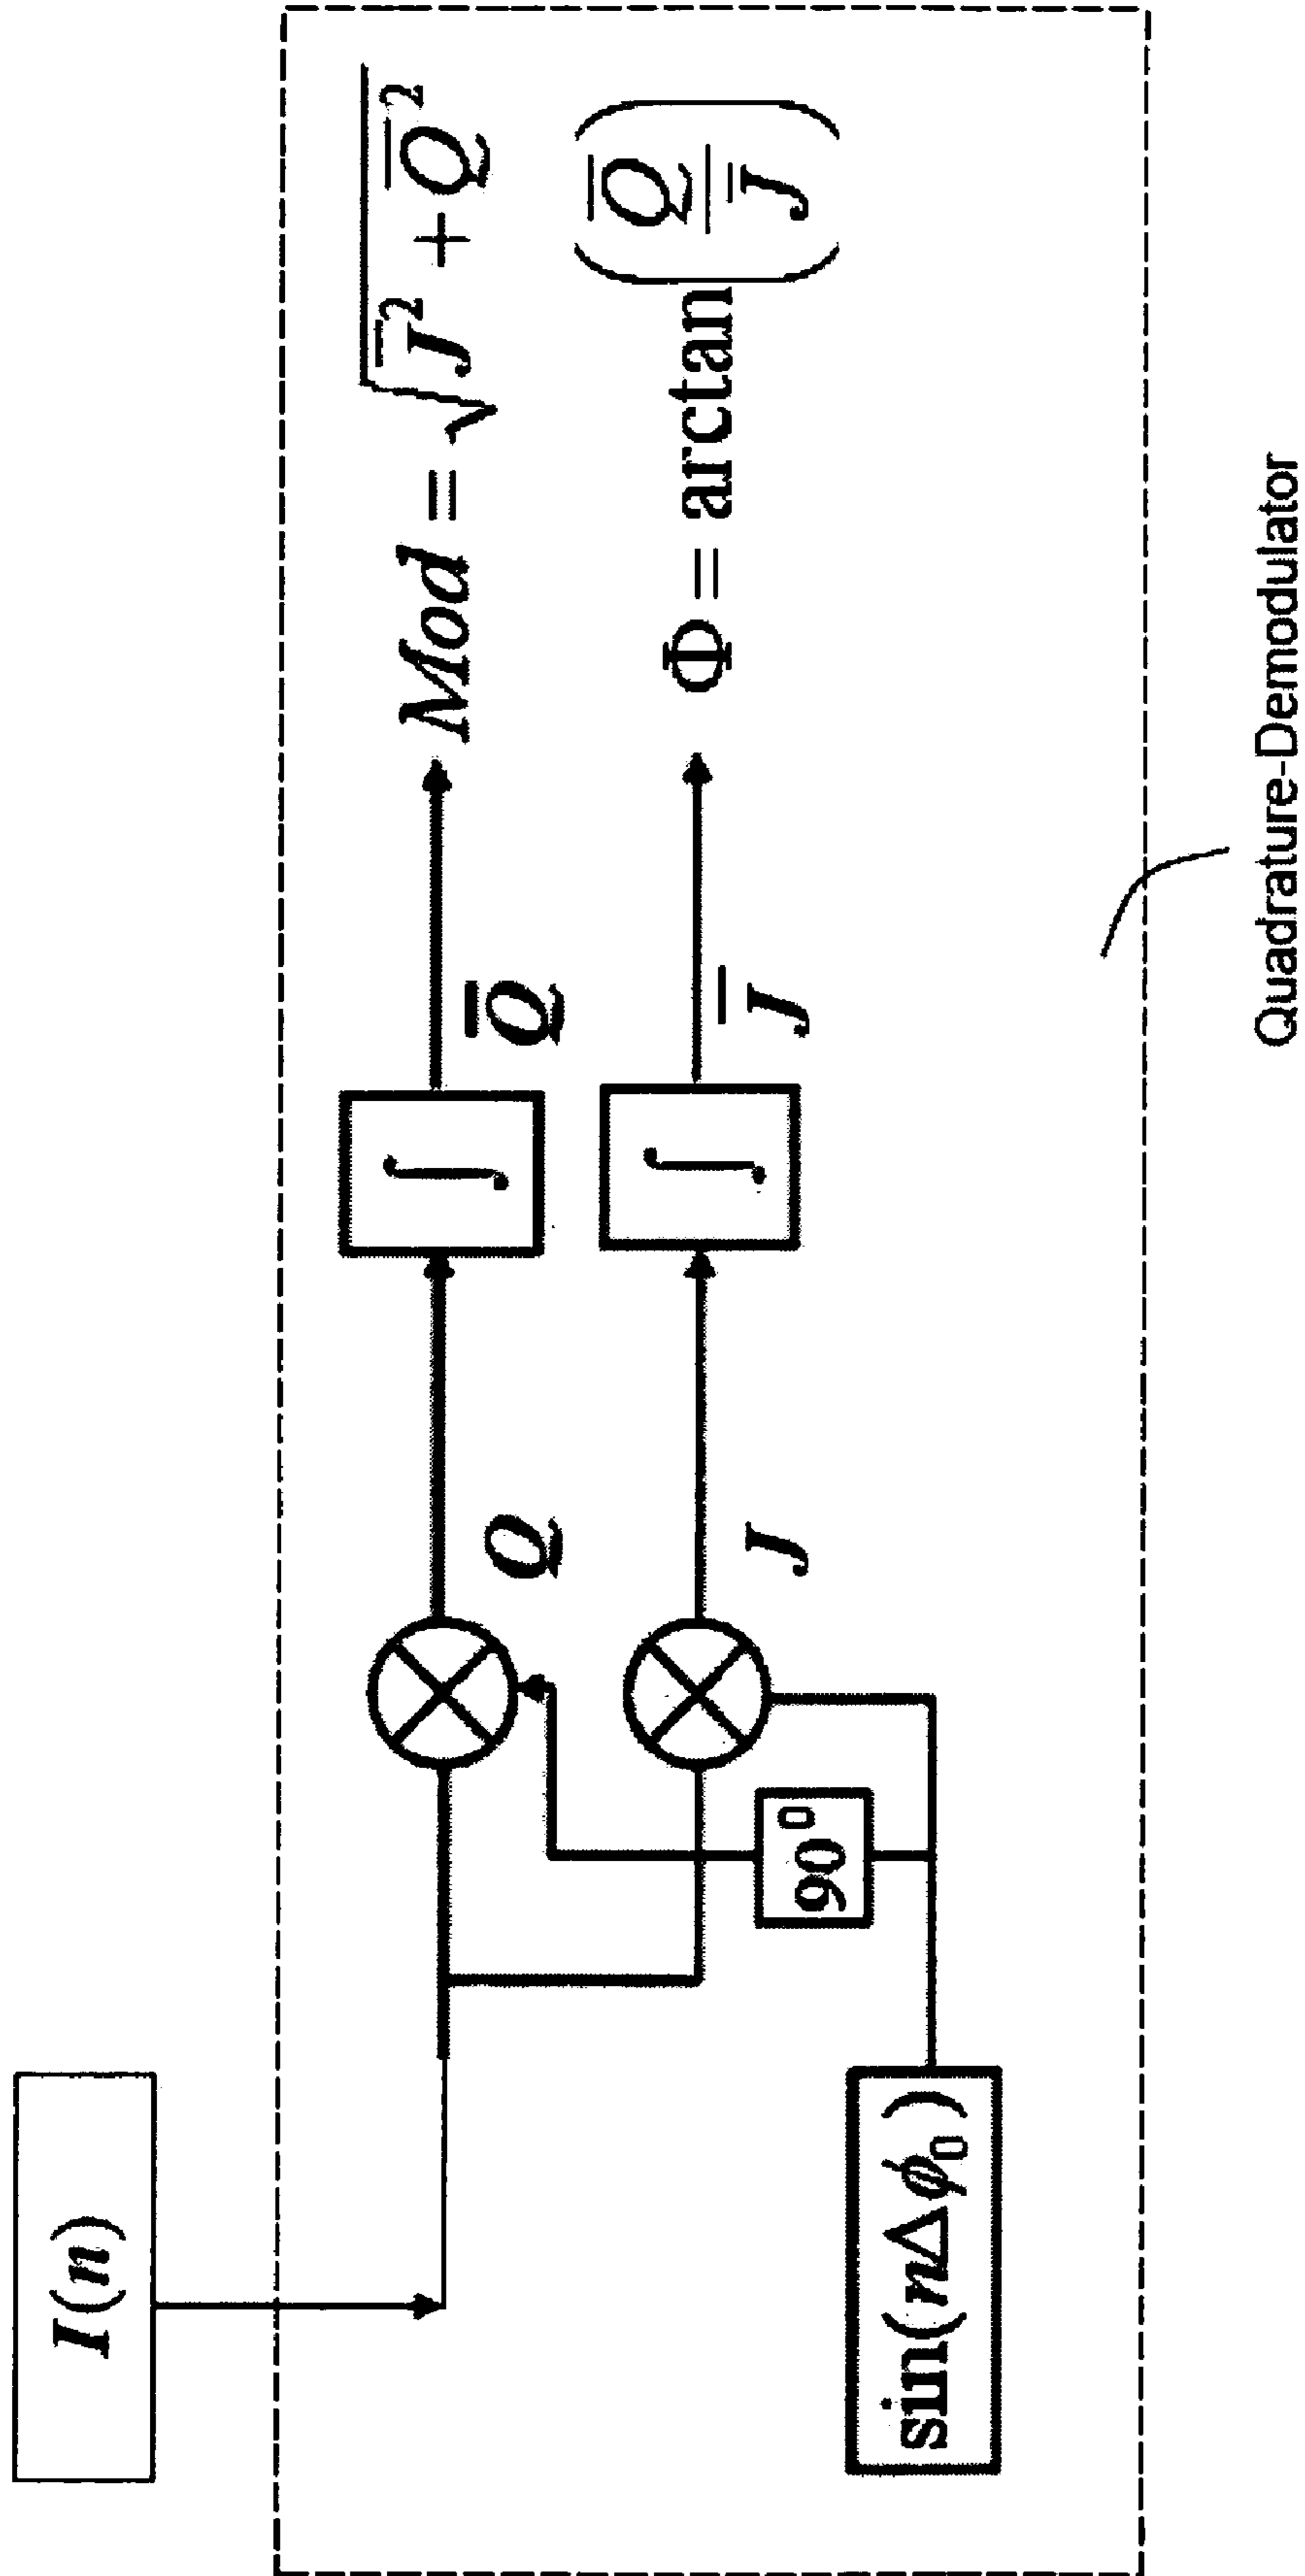 I(n)
Q
Q̅
Mod = √(J̅² + Q̅²)
J
J̅
Φ = arctan(Q̅/J̅)
∫
∫
90⁰
sin(nΔϕ₀)
Quadrature-Demodulator